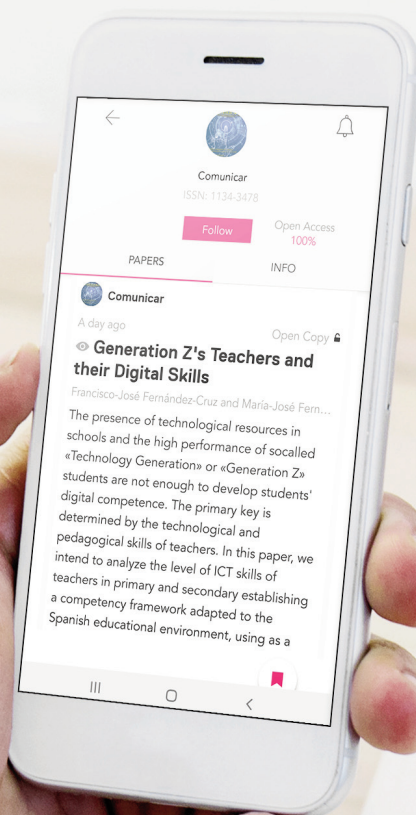 Comunicar
ISSN: 1134-3478
Follow
Open Access
100%
PAPERS
INFO
Comunicar
A day ago
Open Copy
Generation Z's Teachers and
their Digital Skills
Francisco-José Fernández-Cruz and María-José Fern...
The presence of technological resources in
schools and the high performance of socalled
«Technology Generation» or «Generation Z»
students are not enough to develop students'
digital competence. The primary key is
determined by the technological and
pedagogical skills of teachers. In this paper, we
intend to analyze the level of ICT skills of
teachers in primary and secondary establishing
a competency framework adapted to the
Spanish educational environment, using as a